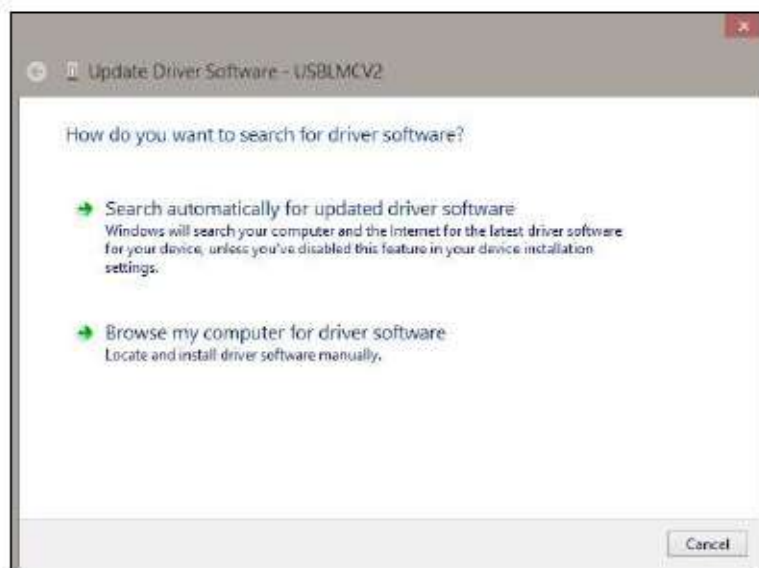 Update Driver Software - USBLMCV2
How do you want to search for driver software?
Search automatically for updated driver software
Windows will search your computer and the Internet for the latest driver software
for your device, unless you've disabled this feature in your device installation
settings.
Browse my computer for driver software
Locate and install driver software manually.
Cancel